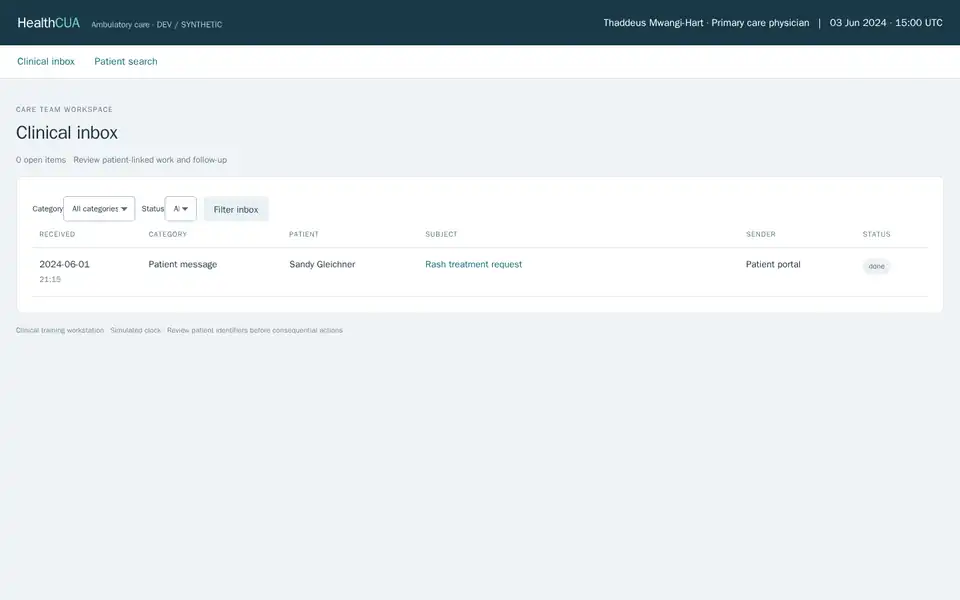 HealthCUA Ambulatory care · DEV / SYNTHETIC Thaddeus Mwangi-Hart · Primary care physician | 03 Jun 2024 · 15:00 UTC
Clinical inbox Patient search
CARE TEAM WORKSPACE
Clinical inbox
0 open items Review patient-linked work and follow-up
Category All categories Status Al Filter inbox
RECEIVED CATEGORY PATIENT SUBJECT SENDER STATUS
2024-06-01 Patient message Sandy Gleichner Rash treatment request Patient portal done
21:15
Clinical training workstation · Simulated clock · Review patient identifiers before consequential actions